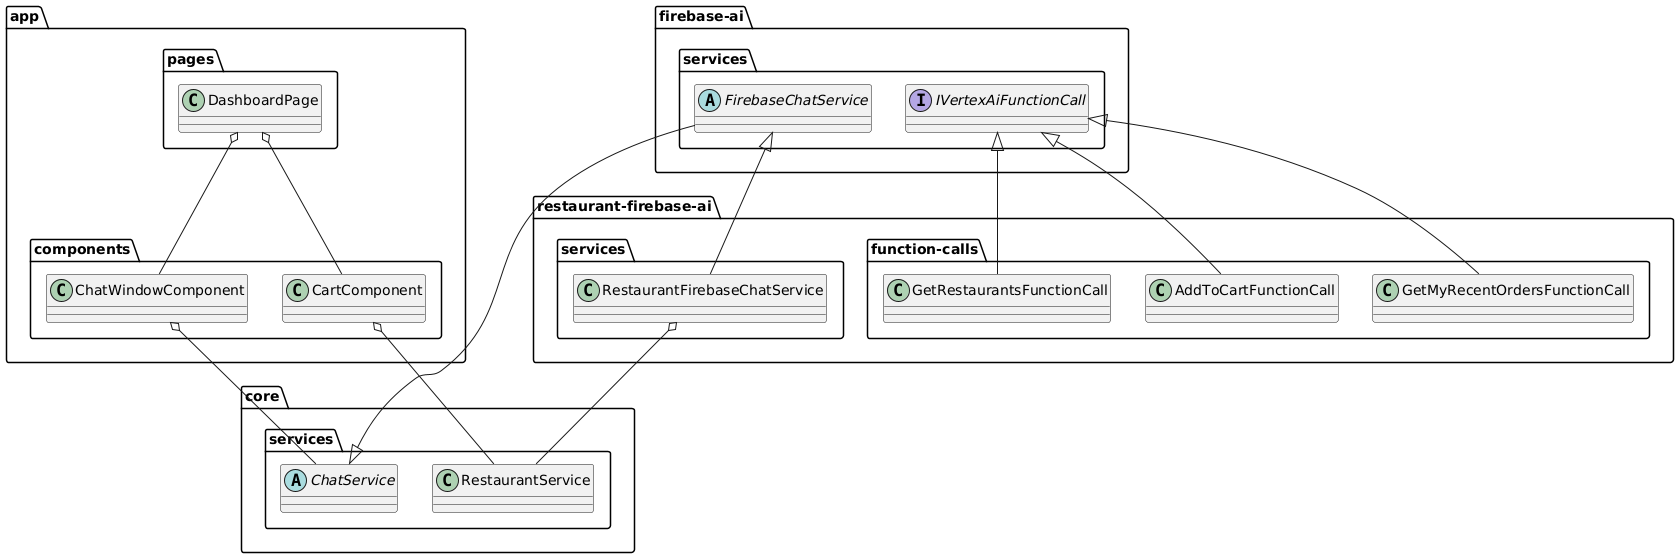 app
pages
C DashboardPage
components
C ChatWindowComponent
C CartComponent
firebase-ai
services
A FirebaseChatService
I IVertexAiFunctionCall
restaurant-firebase-ai
services
C RestaurantFirebaseChatService
function-calls
C GetRestaurantsFunctionCall
C AddToCartFunctionCall
C GetMyRecentOrdersFunctionCall
core
services
A ChatService
C RestaurantService